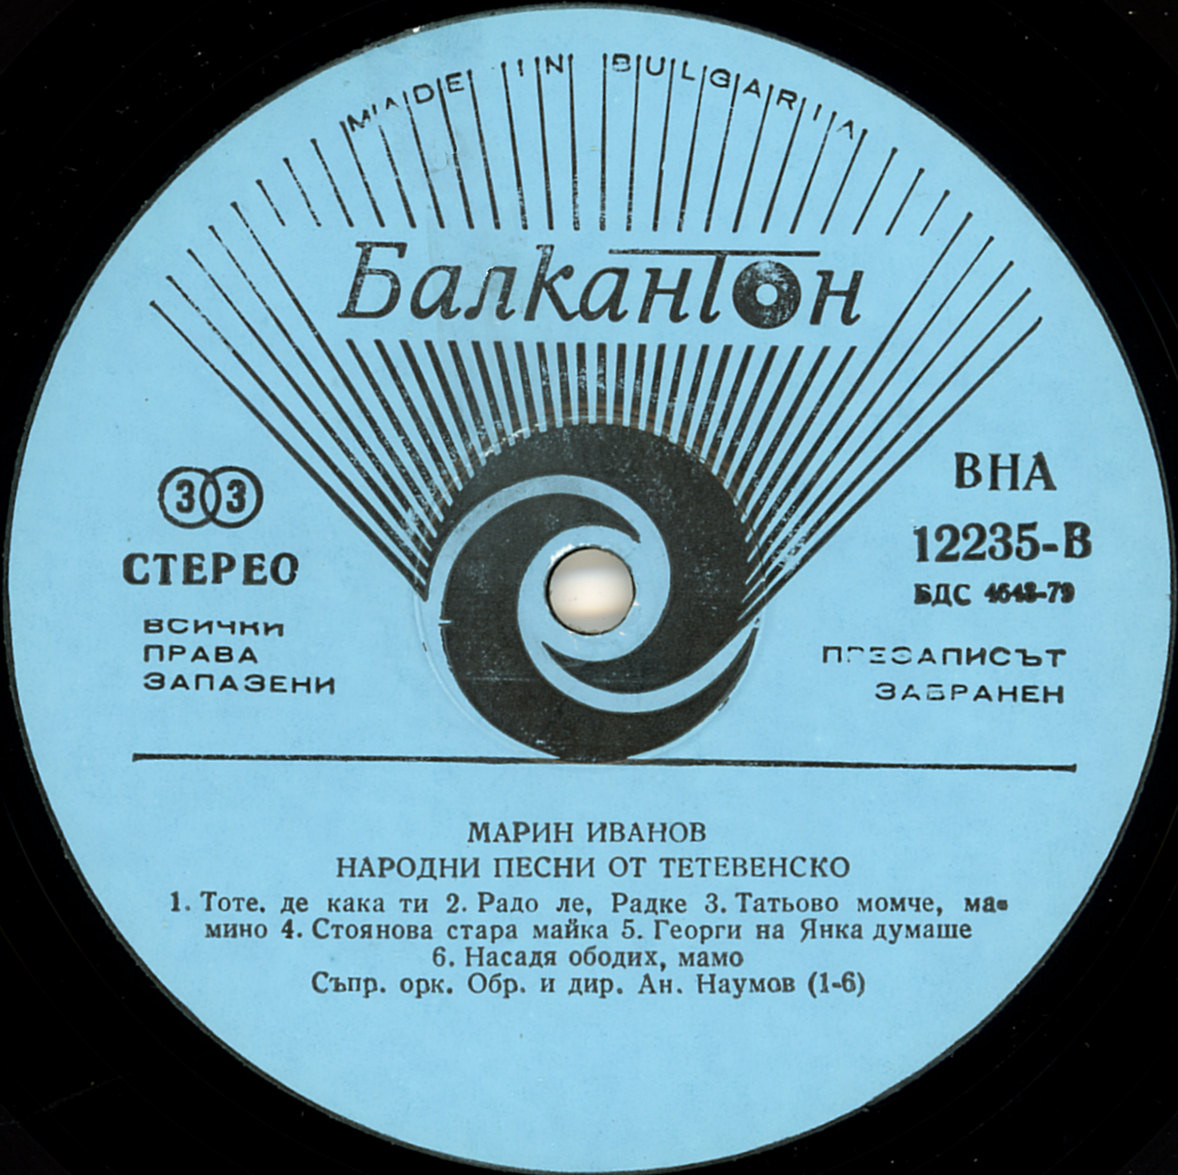 MADE IN BULGARIA
Балкантон
33
СТЕРЕО
ВСИЧКИ
ПРАВА
ЗАПАЗЕНИ
ВНА
12235-В
БДС 4643-79
ПРЕЗАПИСЪТ
ЗАБРАНЕН
МАРИН ИВАНОВ
НАРОДНИ ПЕСНИ ОТ ТЕТЕВЕНСКО
1. Тоте, де кака ти 2. Радо ле, Радке 3. Татьово момче, ма-
мино 4. Стоянова стара майка 5. Георги на Янка думаше
6. Насадя ободих, мамо
Съпр. орк. Обр. и дир. Ан. Наумов (1-6)